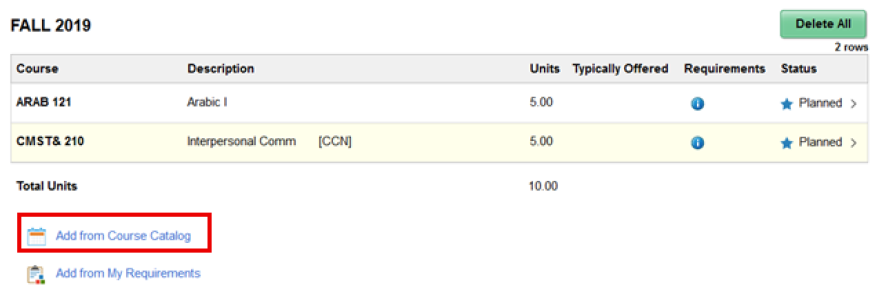 FALL 2019
Delete All
2 rows
Course Description Units Typically Offered Requirements Status
ARAB 121 Arabic I 5.00 Planned
CMST& 210 Interpersonal Comm [CCN] 5.00 Planned
Total Units 10.00
Add from Course Catalog
Add from My Requirements